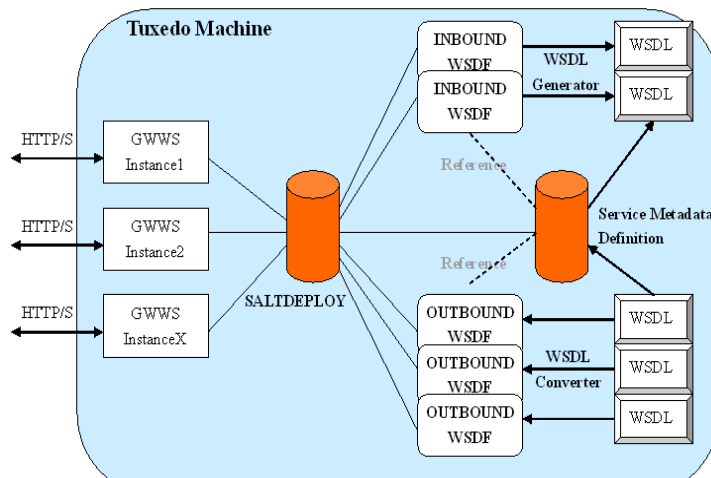 Tuxedo Machine
INBOUND
WSDF
INBOUND
WSDF
WSDL
Generator
WSDL
WSDL
HTTP/S
GWWS
Instance1
HTTP/S
GWWS
Instance2
HTTP/S
GWWS
InstanceX
SALTDEPLOY
Reference
Reference
Service Metadata
Definition
OUTBOUND
WSDF
OUTBOUND
WSDF
OUTBOUND
WSDF
WSDL
Converter
WSDL
WSDL
WSDL